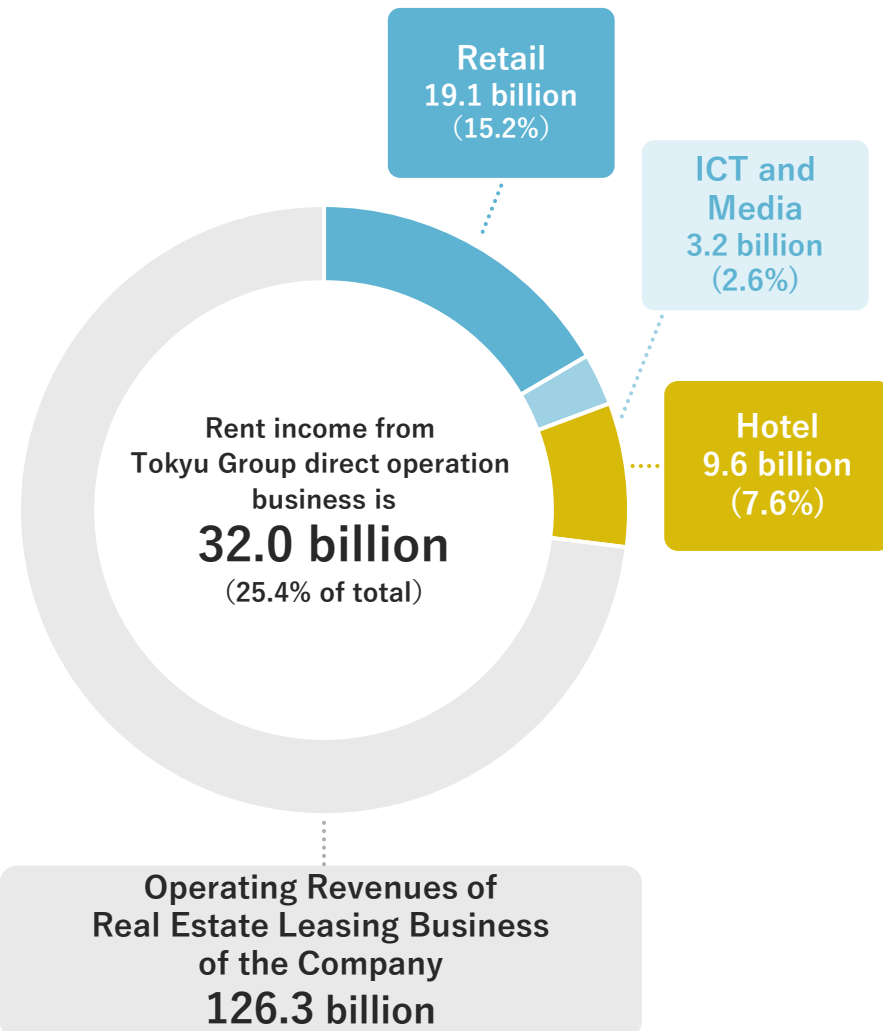 Retail
19.1 billion
(15.2%)
ICT and
Media
3.2 billion
(2.6%)
Hotel
9.6 billion
(7.6%)
Rent income from
Tokyu Group direct operation
business is
32.0 billion
(25.4% of total)
Operating Revenues of
Real Estate Leasing Business
of the Company
126.3 billion